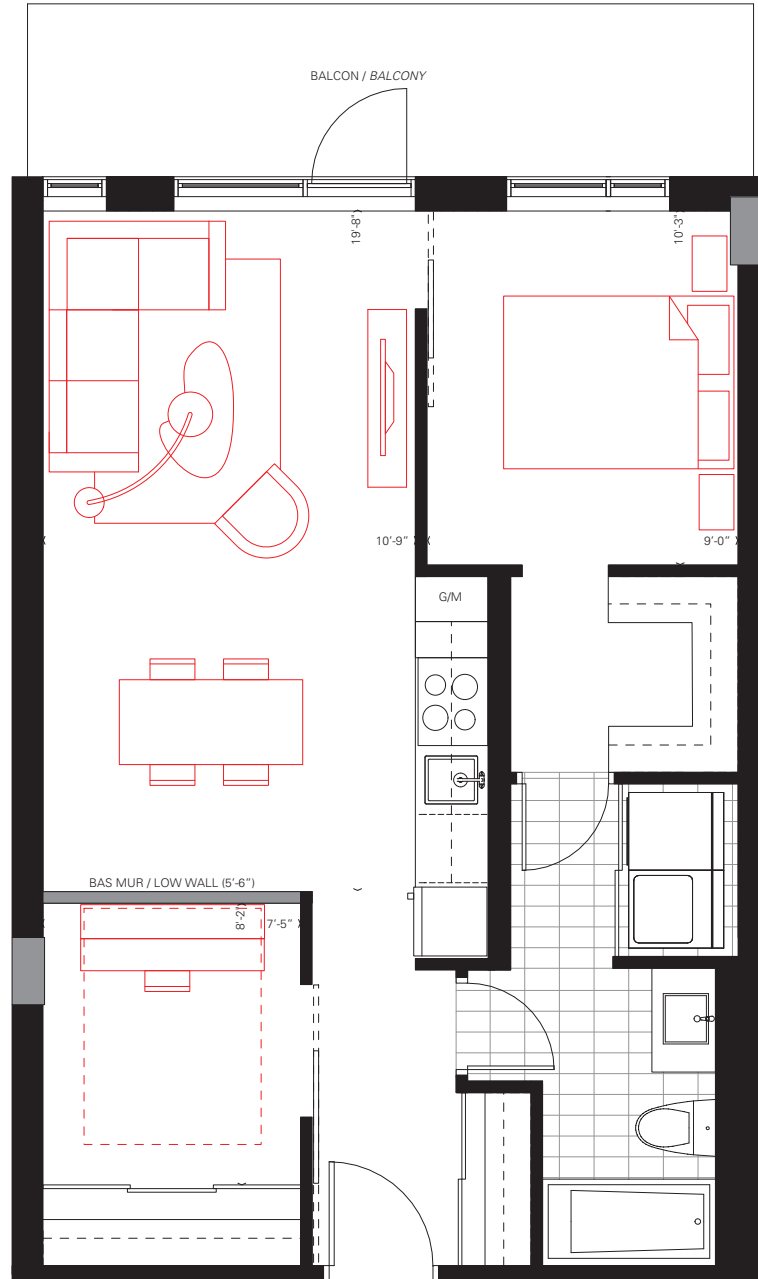 BALCON / BALCONY
19'-8"
10'-3"
10'-9"
9'-0"
G/M
BAS MUR / LOW WALL (5'-6")
8'-2"
7'-5"